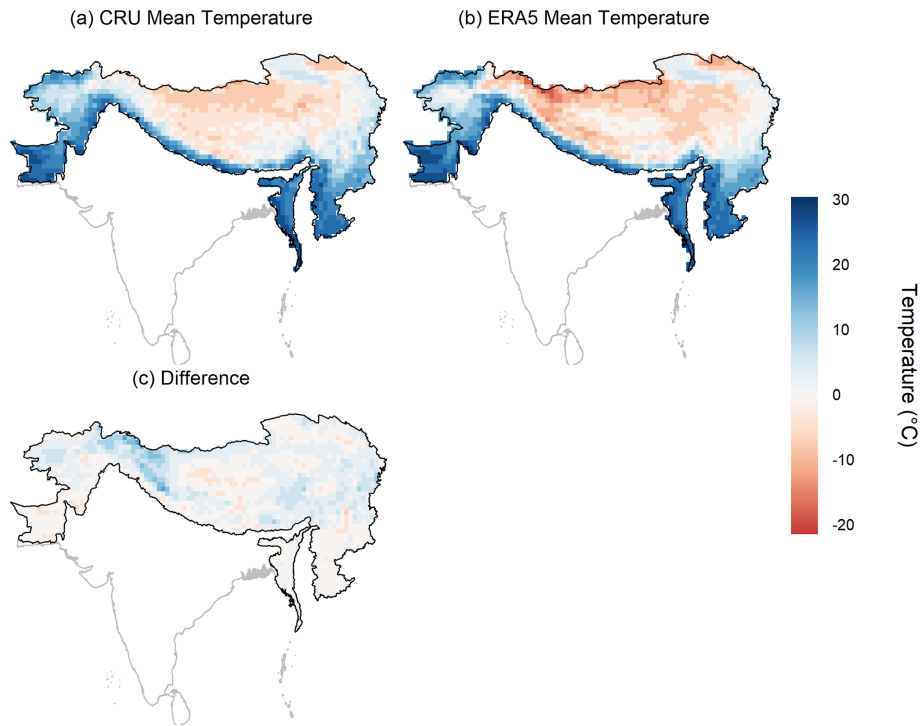 (a) CRU Mean Temperature
(b) ERA5 Mean Temperature
(c) Difference
30
20
10
0
-10
-20
Temperature (°C)